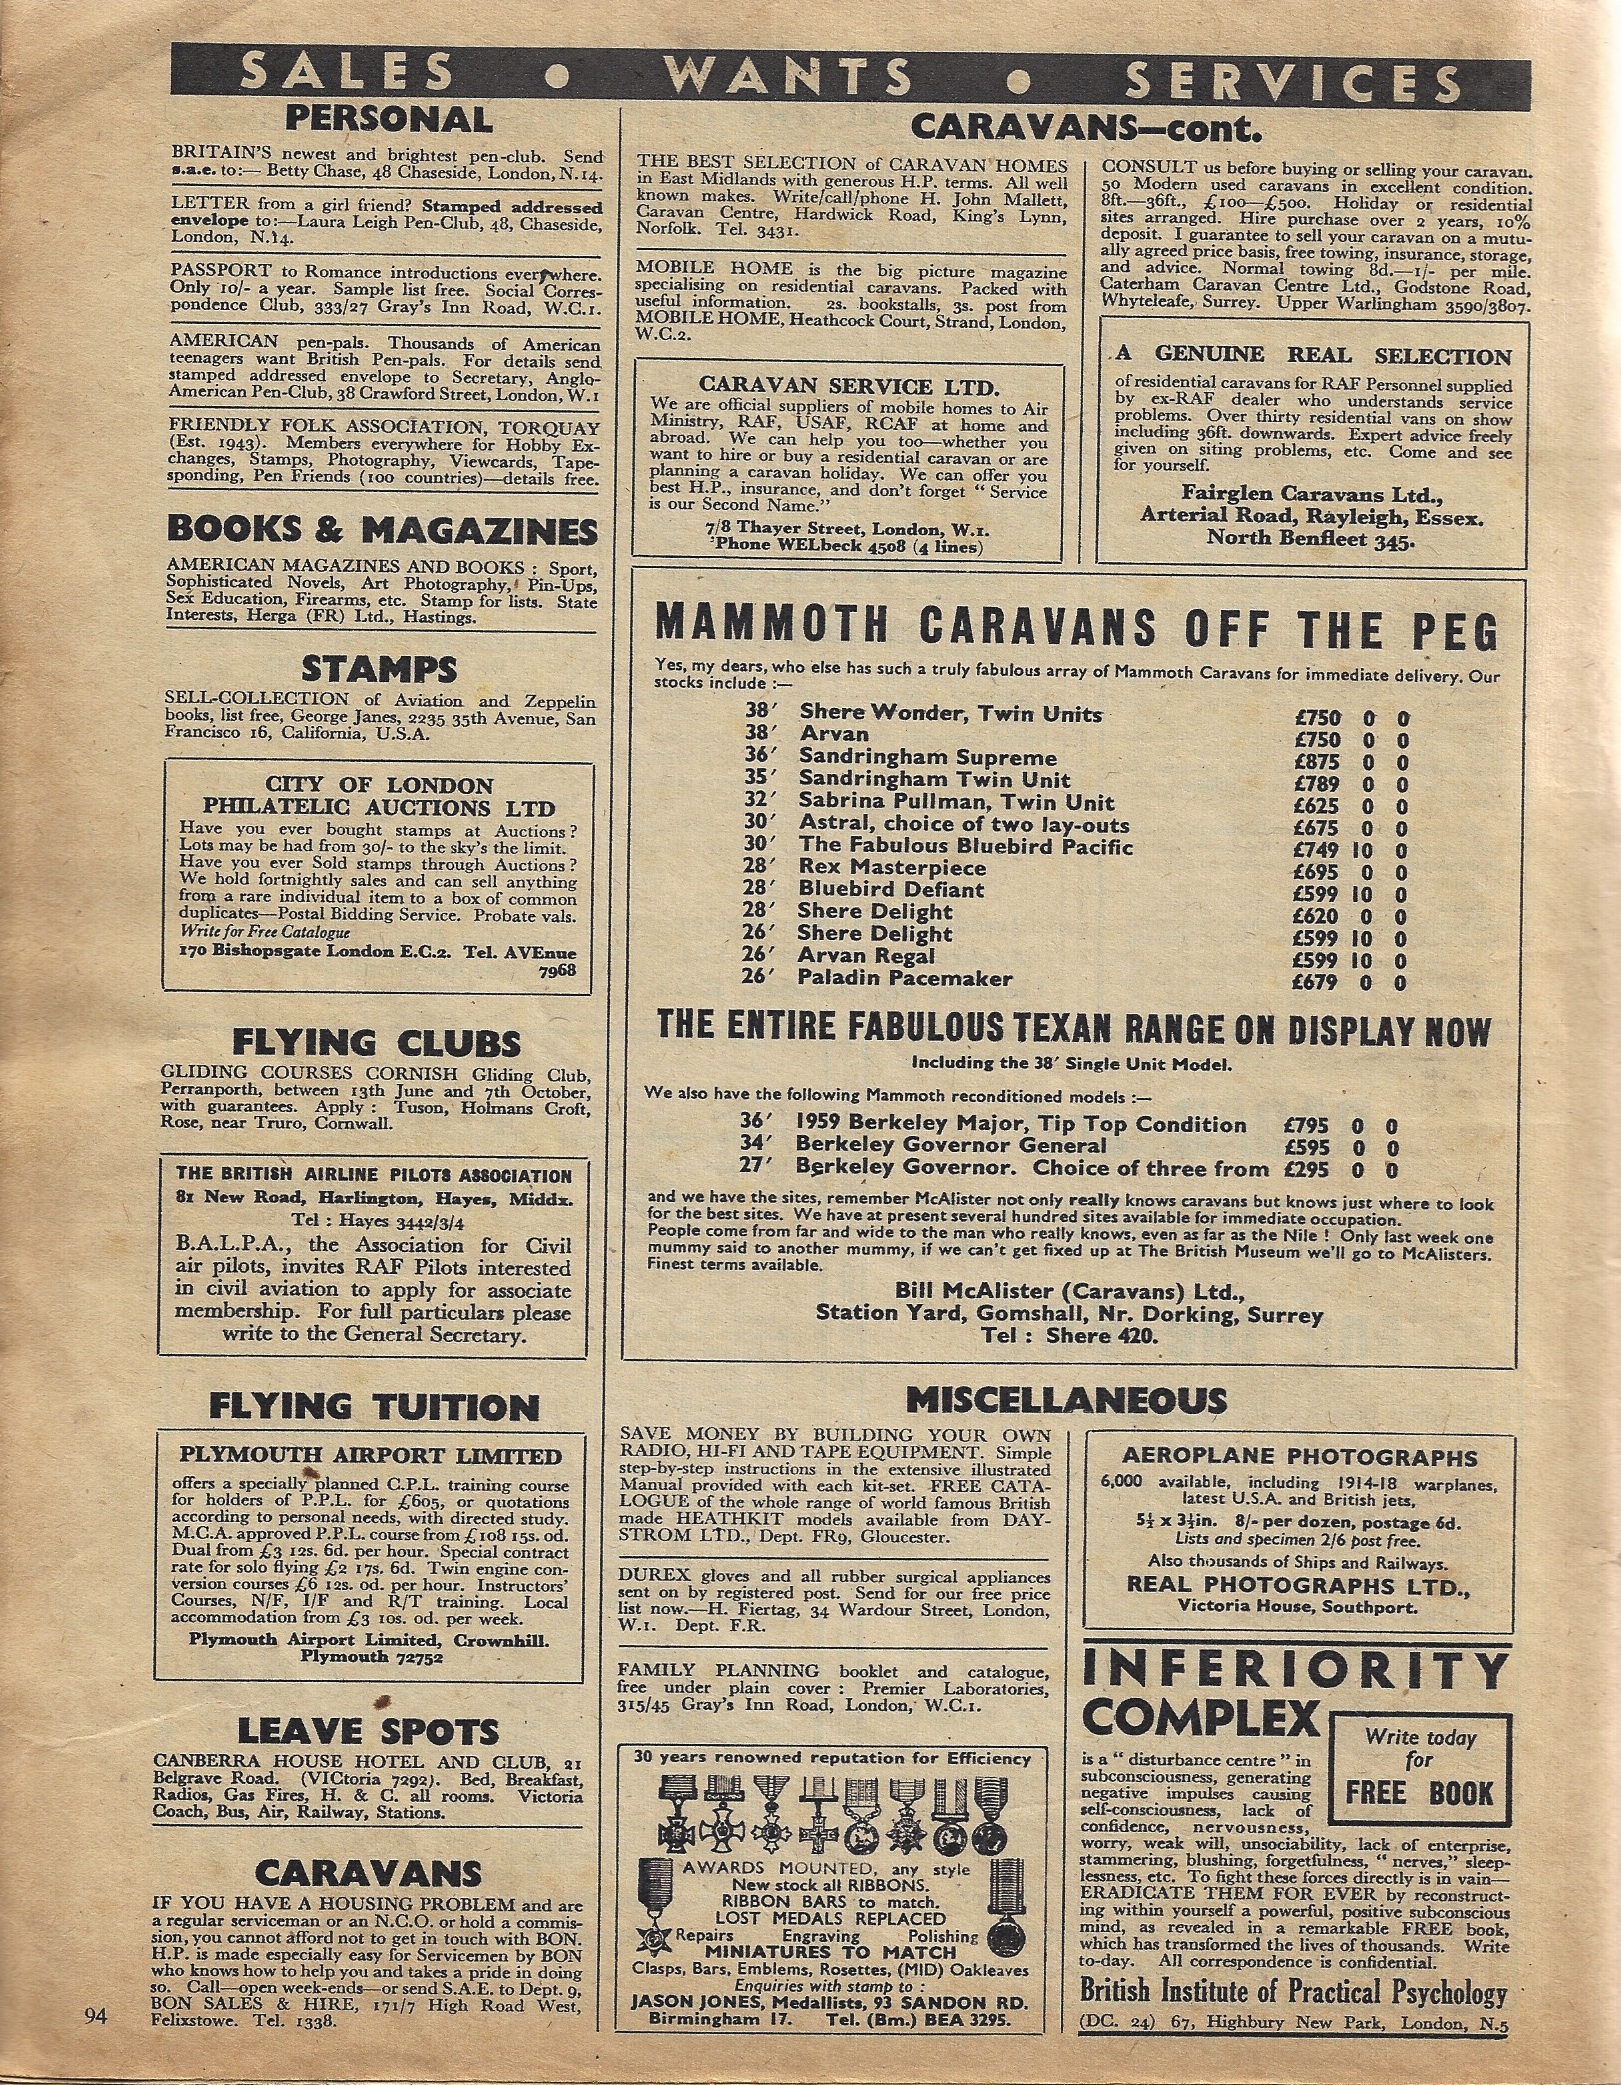 SALES • WANTS • SERVICES
PERSONAL
BRITAIN'S newest and brightest pen-club. Send
s.a.e. to:— Betty Chase, 48 Chaseside, London, N.14.
LETTER from a girl friend? Stamped addressed
envelope to:—Laura Leigh Pen-Club, 48, Chaseside,
London, N.14.
PASSPORT to Romance introductions everywhere.
Only 10/- a year. Sample list free. Social Corres-
pondence Club, 333/27 Gray's Inn Road, W.C.1.
AMERICAN pen-pals. Thousands of American
teenagers want British Pen-pals. For details send
stamped addressed envelope to Secretary, Anglo-
American Pen-Club, 38 Crawford Street, London, W.1
FRIENDLY FOLK ASSOCIATION, TORQUAY
(Est. 1943). Members everywhere for Hobby Ex-
changes, Stamps, Photography, Viewcards, Tape-
sponding, Pen Friends (100 countries)—details free.
BOOKS & MAGAZINES
AMERICAN MAGAZINES AND BOOKS : Sport,
Sophisticated Novels, Art Photography, Pin-Ups,
Sex Education, Firearms, etc. Stamp for lists. State
Interests, Herga (FR) Ltd., Hastings.
STAMPS
SELL-COLLECTION of Aviation and Zeppelin
books, list free, George Janes, 2235 35th Avenue, San
Francisco 16, California, U.S.A.
CITY OF LONDON
PHILATELIC AUCTIONS LTD
Have you ever bought stamps at Auctions?
Lots may be had from 30/- to the sky's the limit.
Have you ever Sold stamps through Auctions?
We hold fortnightly sales and can sell anything
from a rare individual item to a box of common
duplicates—Postal Bidding Service. Probate vals.
Write for Free Catalogue
170 Bishopsgate London E.C.2. Tel. AVEnue
7968
FLYING CLUBS
GLIDING COURSES CORNISH Gliding Club,
Perranporth, between 13th June and 7th October,
with guarantees. Apply : Tuson, Holmans Croft,
Rose, near Truro, Cornwall.
THE BRITISH AIRLINE PILOTS ASSOCIATION
81 New Road, Harlington, Hayes, Middx.
Tel : Hayes 3442/3/4
B.A.L.P.A., the Association for Civil
air pilots, invites RAF Pilots interested
in civil aviation to apply for associate
membership. For full particulars please
write to the General Secretary.
FLYING TUITION
PLYMOUTH AIRPORT LIMITED
offers a specially planned C.P.L. training course
for holders of P.P.L. for £605, or quotations
according to personal needs, with directed study.
M.C.A. approved P.P.L. course from £108 15s. 0d.
Dual from £3 12s. 6d. per hour. Special contract
rate for solo flying £2 17s. 6d. Twin engine con-
version courses £6 12s. 0d. per hour. Instructors'
Courses, N/F, I/F and R/T training. Local
accommodation from £3 10s. 0d. per week.
Plymouth Airport Limited, Crownhill.
Plymouth 72752
LEAVE SPOTS
CANBERRA HOUSE HOTEL AND CLUB, 21
Belgrave Road. (VICtoria 7292). Bed, Breakfast,
Radios, Gas Fires, H. & C. all rooms. Victoria
Coach, Bus, Air, Railway, Stations.
CARAVANS
IF YOU HAVE A HOUSING PROBLEM and are
a regular serviceman or an N.C.O. or hold a commis-
sion, you cannot afford not to get in touch with BON.
H.P. is made especially easy for Servicemen by BON
who knows how to help you and takes a pride in doing
so. Call—open week-ends—or send S.A.E. to Dept. 9,
BON SALES & HIRE, 171/7 High Road West,
Felixstowe. Tel. 1338.
94
CARAVANS—cont.
THE BEST SELECTION of CARAVAN HOMES
in East Midlands with generous H.P. terms. All well
known makes. Write/call/phone H. John Mallett,
Caravan Centre, Hardwick Road, King's Lynn,
Norfolk. Tel. 3431.
MOBILE HOME is the big picture magazine
specialising on residential caravans. Packed with
useful information. 2s. bookstalls, 3s. post from
MOBILE HOME, Heathcock Court, Strand, London,
W.C.2.
CARAVAN SERVICE LTD.
We are official suppliers of mobile homes to Air
Ministry, RAF, USAF, RCAF at home and
abroad. We can help you too—whether you
want to hire or buy a residential caravan or are
planning a caravan holiday. We can offer you
best H.P., insurance, and don't forget “ Service
is our Second Name.”
7/8 Thayer Street, London, W.1.
Phone WELbeck 4508 (4 lines)
CONSULT us before buying or selling your caravan.
50 Modern used caravans in excellent condition.
8ft.—36ft., £100—£500. Holiday or residential
sites arranged. Hire purchase over 2 years, 10%
deposit. I guarantee to sell your caravan on a mutu-
ally agreed price basis, free towing, insurance, storage,
and advice. Normal towing 8d.—1/- per mile.
Caterham Caravan Centre Ltd., Godstone Road,
Whyteleafe, Surrey. Upper Warlingham 3590/3807.
A GENUINE REAL SELECTION
of residential caravans for RAF Personnel supplied
by ex-RAF dealer who understands service
problems. Over thirty residential vans on show
including 36ft. downwards. Expert advice freely
given on siting problems, etc. Come and see
for yourself.
Fairglen Caravans Ltd.,
Arterial Road, Rayleigh, Essex.
North Benfleet 345.
MAMMOTH CARAVANS OFF THE PEG
Yes, my dears, who else has such a truly fabulous array of Mammoth Caravans for immediate delivery. Our
stocks include :—
38′ Shere Wonder, Twin Units £750 0 0
38′ Arvan £750 0 0
36′ Sandringham Supreme £875 0 0
35′ Sandringham Twin Unit £789 0 0
32′ Sabrina Pullman, Twin Unit £625 0 0
30′ Astral, choice of two lay-outs £675 0 0
30′ The Fabulous Bluebird Pacific £749 10 0
28′ Rex Masterpiece £695 0 0
28′ Bluebird Defiant £599 10 0
28′ Shere Delight £620 0 0
26′ Shere Delight £599 10 0
26′ Arvan Regal £599 10 0
26′ Paladin Pacemaker £679 0 0
THE ENTIRE FABULOUS TEXAN RANGE ON DISPLAY NOW
Including the 38′ Single Unit Model.
We also have the following Mammoth reconditioned models :—
36′ 1959 Berkeley Major, Tip Top Condition £795 0 0
34′ Berkeley Governor General £595 0 0
27′ Berkeley Governor. Choice of three from £295 0 0
and we have the sites, remember McAlister not only really knows caravans but knows just where to look
for the best sites. We have at present several hundred sites available for immediate occupation.
People come from far and wide to the man who really knows, even as far as the Nile ! Only last week one
mummy said to another mummy, if we can't get fixed up at The British Museum we'll go to McAlisters.
Finest terms available.
Bill McAlister (Caravans) Ltd.,
Station Yard, Gomshall, Nr. Dorking, Surrey
Tel : Shere 420.
MISCELLANEOUS
SAVE MONEY BY BUILDING YOUR OWN
RADIO, HI-FI AND TAPE EQUIPMENT. Simple
step-by-step instructions in the extensive illustrated
Manual provided with each kit-set. FREE CATA-
LOGUE of the whole range of world famous British
made HEATHKIT models available from DAY-
STROM LTD., Dept. FR9, Gloucester.
DUREX gloves and all rubber surgical appliances
sent on by registered post. Send for our free price
list now.—H. Fiertag, 34 Wardour Street, London,
W.1. Dept. F.R.
FAMILY PLANNING booklet and catalogue,
free under plain cover : Premier Laboratories,
315/45 Gray's Inn Road, London, W.C.1.
30 years renowned reputation for Efficiency
AWARDS MOUNTED, any style
New stock all RIBBONS.
RIBBON BARS to match.
LOST MEDALS REPLACED
Repairs Engraving Polishing
MINIATURES TO MATCH
Clasps, Bars, Emblems, Rosettes, (MID) Oakleaves
Enquiries with stamp to :
JASON JONES, Medallists, 93 SANDON RD.
Birmingham 17. Tel. (Bm.) BEA 3295.
AEROPLANE PHOTOGRAPHS
6,000 available, including 1914-18 warplanes,
latest U.S.A. and British jets,
5½ x 3½in. 8/- per dozen, postage 6d.
Lists and specimen 2/6 post free.
Also thousands of Ships and Railways.
REAL PHOTOGRAPHS LTD.,
Victoria House, Southport.
INFERIORITY
COMPLEX
Write today
for
FREE BOOK
is a “ disturbance centre ” in
subconsciousness, generating
negative impulses causing
self-consciousness, lack of
confidence, nervousness,
worry, weak will, unsociability, lack of enterprise,
stammering, blushing, forgetfulness, “ nerves,” sleep-
lessness, etc. To fight these forces directly is in vain—
ERADICATE THEM FOR EVER by reconstruct-
ing within yourself a powerful, positive subconscious
mind, as revealed in a remarkable FREE book,
which has transformed the lives of thousands. Write
to-day. All correspondence is confidential.
British Institute of Practical Psychology
(DC. 24) 67, Highbury New Park, London, N.5